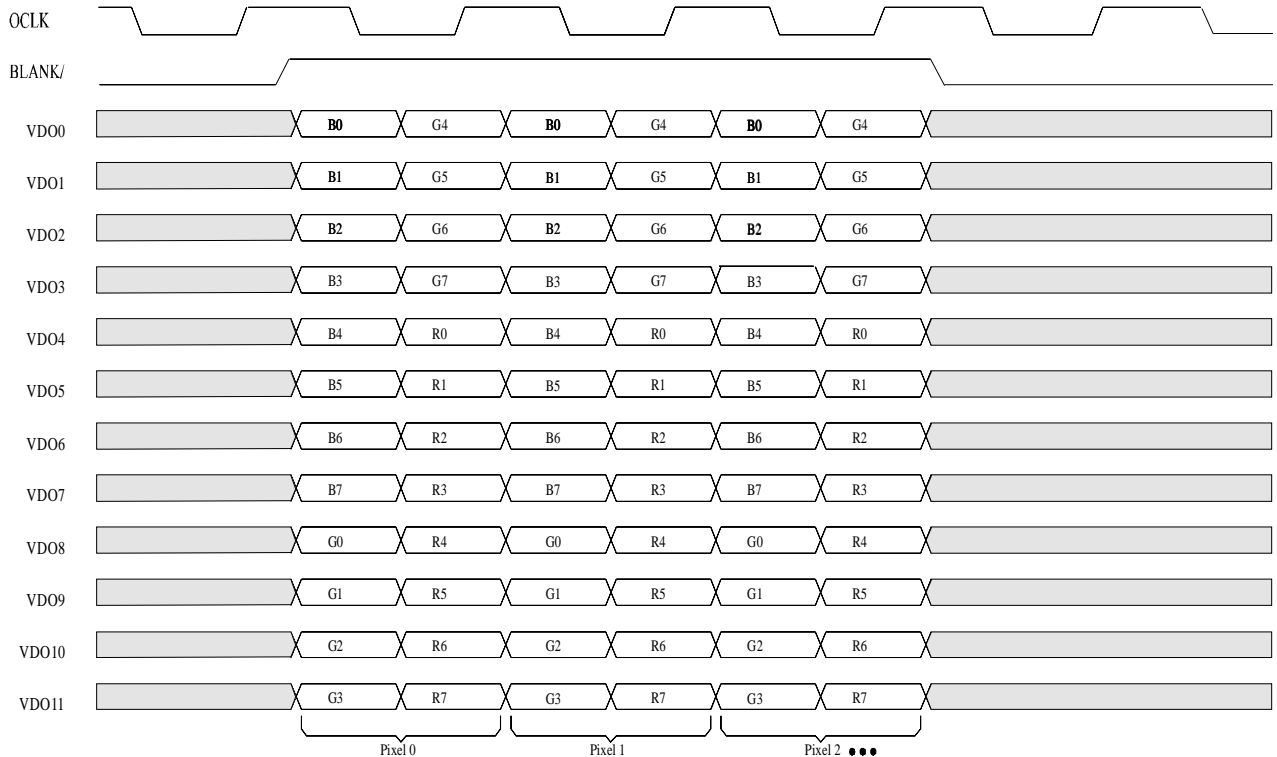 OCLK
BLANK/
VDO0 B0 G4 B0 G4 B0 G4
VDO1 B1 G5 B1 G5 B1 G5
VDO2 B2 G6 B2 G6 B2 G6
VDO3 B3 G7 B3 G7 B3 G7
VDO4 B4 R0 B4 R0 B4 R0
VDO5 B5 R1 B5 R1 B5 R1
VDO6 B6 R2 B6 R2 B6 R2
VDO7 B7 R3 B7 R3 B7 R3
VDO8 G0 R4 G0 R4 G0 R4
VDO9 G1 R5 G1 R5 G1 R5
VDO10 G2 R6 G2 R6 G2 R6
VDO11 G3 R7 G3 R7 G3 R7
Pixel 0 Pixel 1 Pixel 2 •••